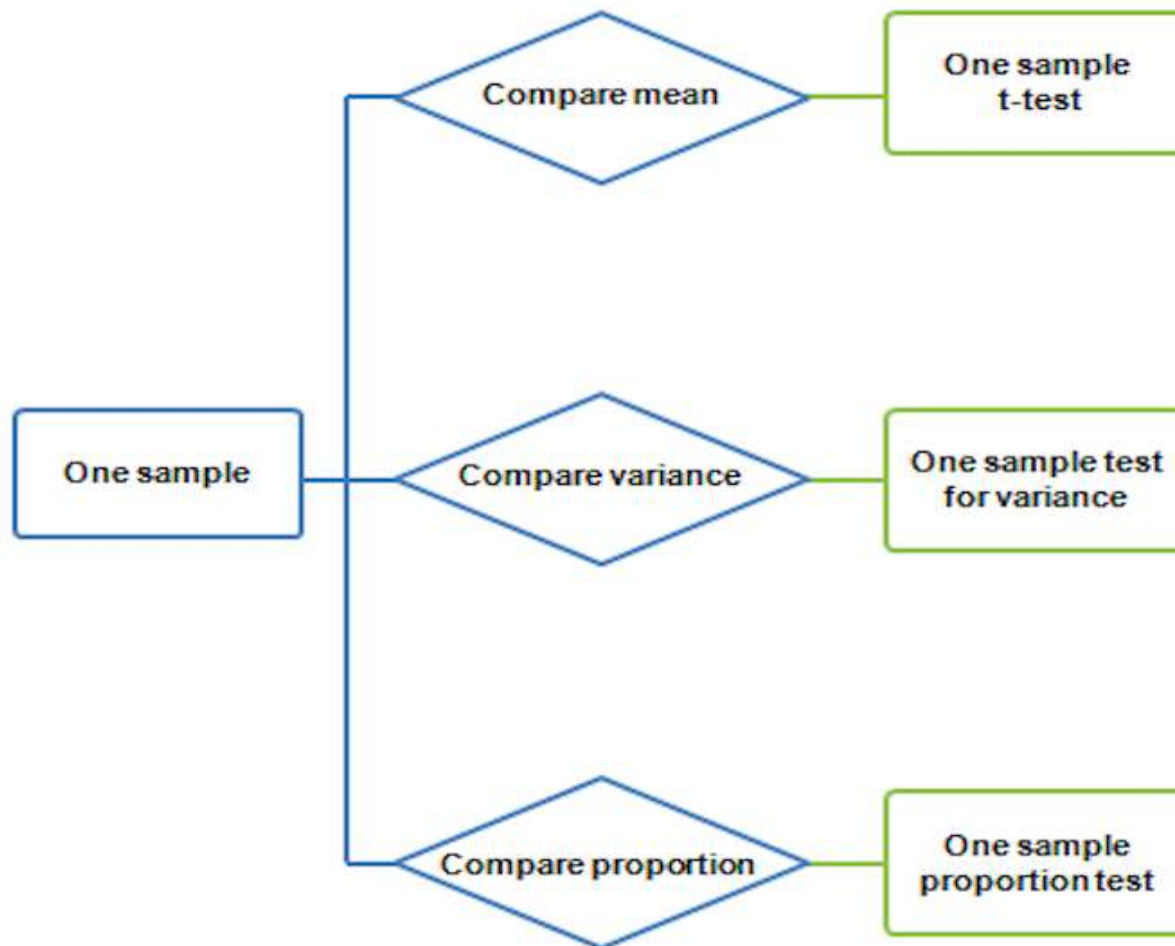 Compare mean
One sample
t-test
One sample
Compare variance
One sample test
for variance
Compare proportion
One sample
proportion test